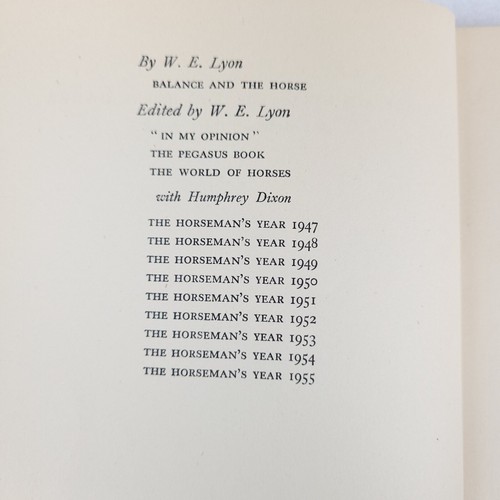 By W. E. Lyon
BALANCE AND THE HORSE
Edited by W. E. Lyon
"IN MY OPINION"
THE PEGASUS BOOK
THE WORLD OF HORSES
with Humphrey Dixon
THE HORSEMAN'S YEAR 1947
THE HORSEMAN'S YEAR 1948
THE HORSEMAN'S YEAR 1949
THE HORSEMAN'S YEAR 1950
THE HORSEMAN'S YEAR 1951
THE HORSEMAN'S YEAR 1952
THE HORSEMAN'S YEAR 1953
THE HORSEMAN'S YEAR 1954
THE HORSEMAN'S YEAR 1955